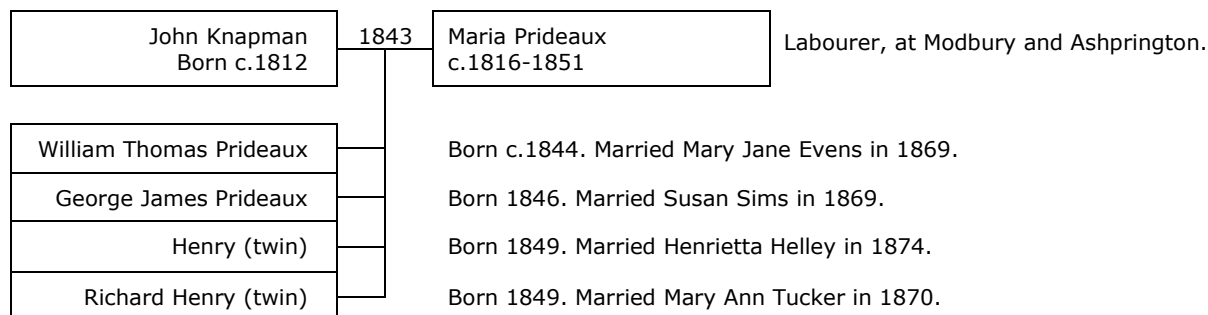 John Knapman
Born c.1812
1843
Maria Prideaux
c.1816-1851
Labourer, at Modbury and Ashprington.
William Thomas Prideaux
Born c.1844. Married Mary Jane Evens in 1869.
George James Prideaux
Born 1846. Married Susan Sims in 1869.
Henry (twin)
Born 1849. Married Henrietta Helley in 1874.
Richard Henry (twin)
Born 1849. Married Mary Ann Tucker in 1870.